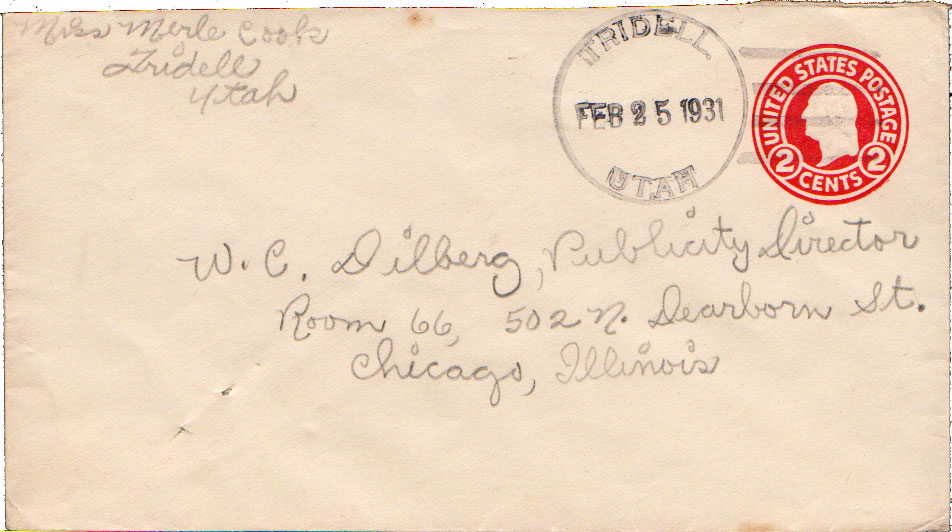 Miss Merle Cook
Tridell
Utah
TRIDELL
FEB 25 1931
UTAH
UNITED STATES POSTAGE
2 CENTS 2
W. C. Dilberg, Publicity Director
Room 66, 502 N. Dearborn St.
Chicago, Illinois